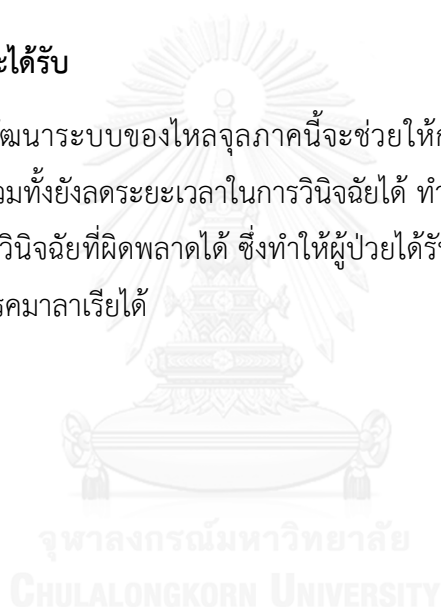 ะได้รับ
ัฒนาระบบของไหลจุลภาคนี้จะช่วยให้ก
วมทั้งยังลดระยะเวลาในการวินิจฉัยได้ ทำ
วินิจฉัยที่ผิดพลาดได้ ซึ่งทำให้ผู้ป่วยได้รั
รคมาลาเรียได้
จุฬาลงกรณ์มหาวิทยาลัย
CHULALONGKORN UNIVERSITY